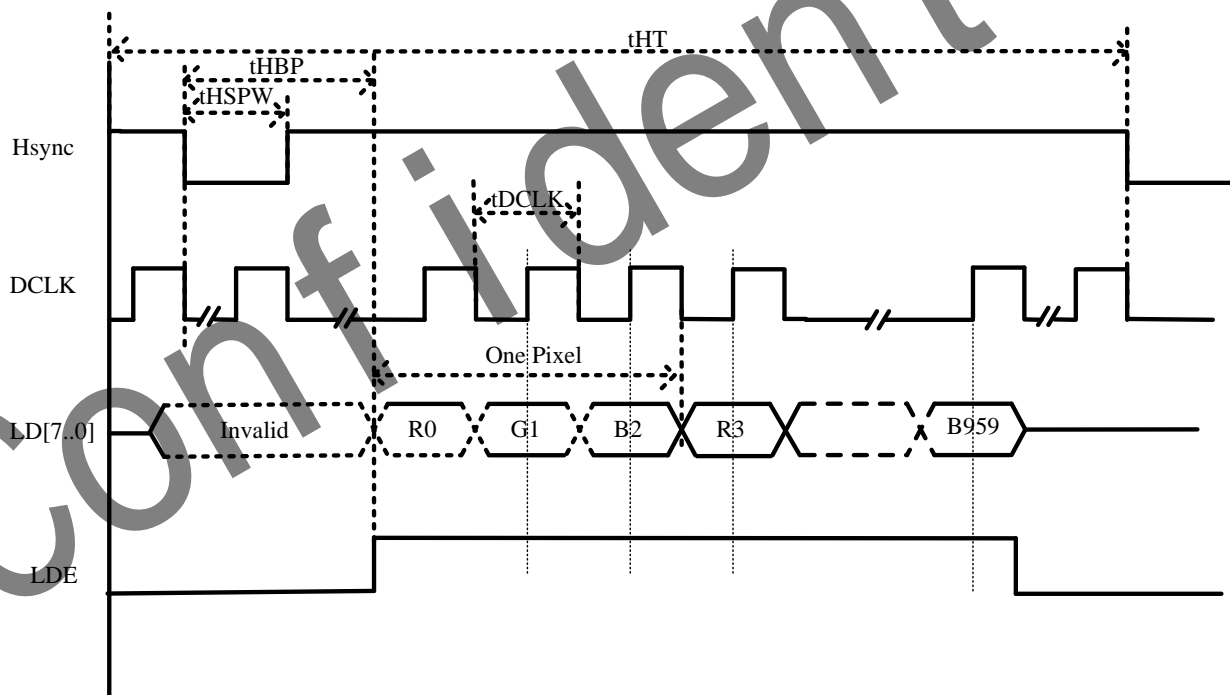 tHT
tHBP
tHSPW
Hsync
tDCLK
DCLK
One Pixel
LD[7..0]
Invalid
R0
G1
B2
R3
B959
LDE
Confident